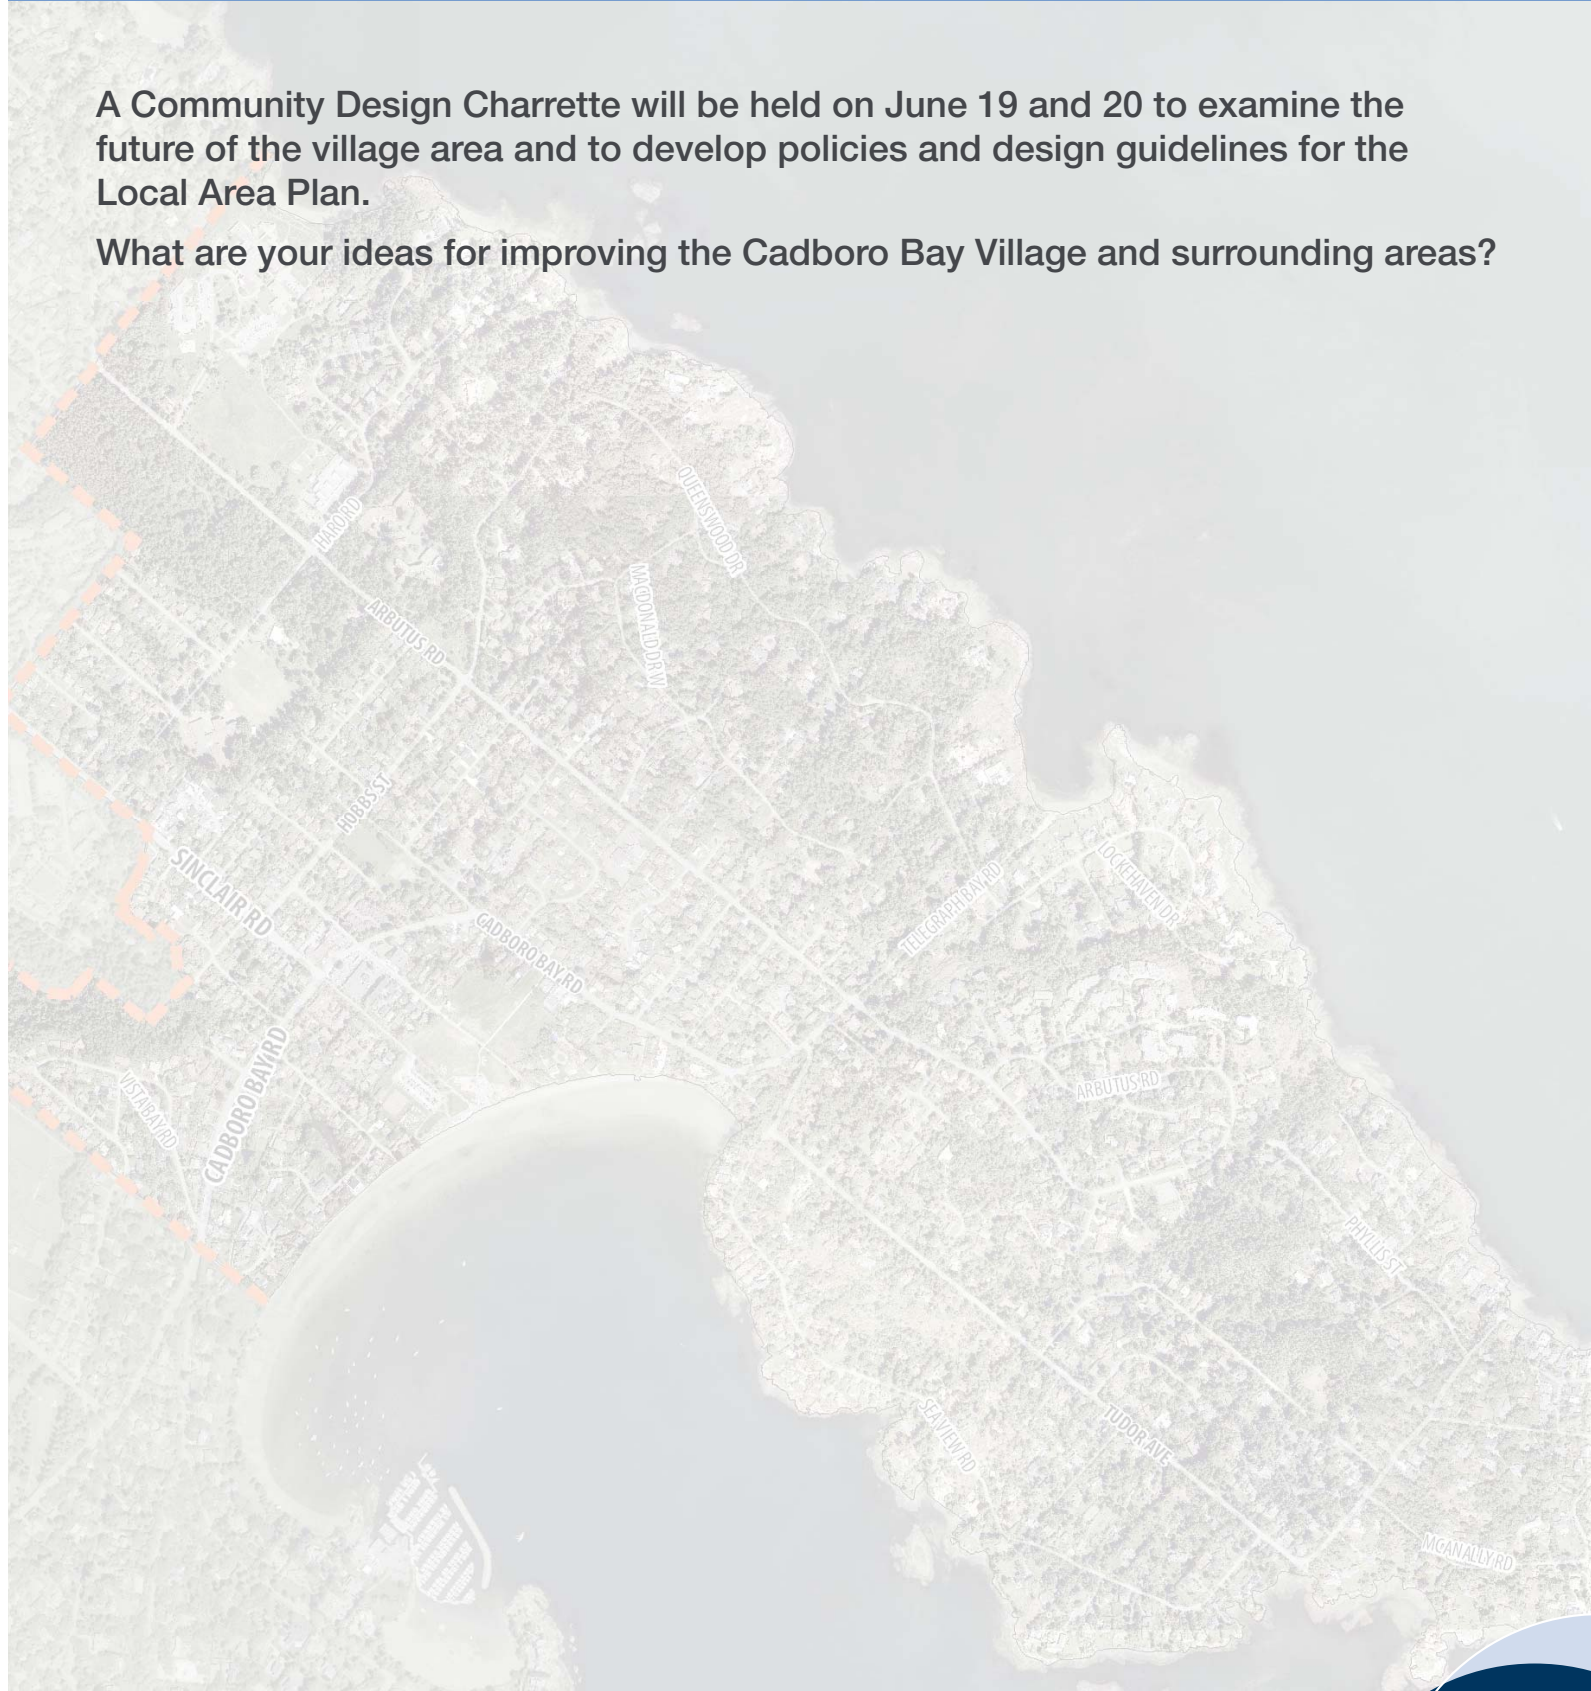 A Community Design Charrette will be held on June 19 and 20 to examine the
future of the village area and to develop policies and design guidelines for the
Local Area Plan.
What are your ideas for improving the Cadboro Bay Village and surrounding areas?
QUEENSWOOD DR
HARO RD
MACDONALD DR W
ARBUTUS RD
HOBBS ST
SINCLAIR RD
LOCKEHAVEN DR
TELEGRAPH BAY RD
CADBORO BAY RD
VISTA BAY RD
CADBORO BAY RD
ARBUTUS RD
PHYLLIS ST
SEAVIEW RD
TUDOR AVE
MCANALLY RD